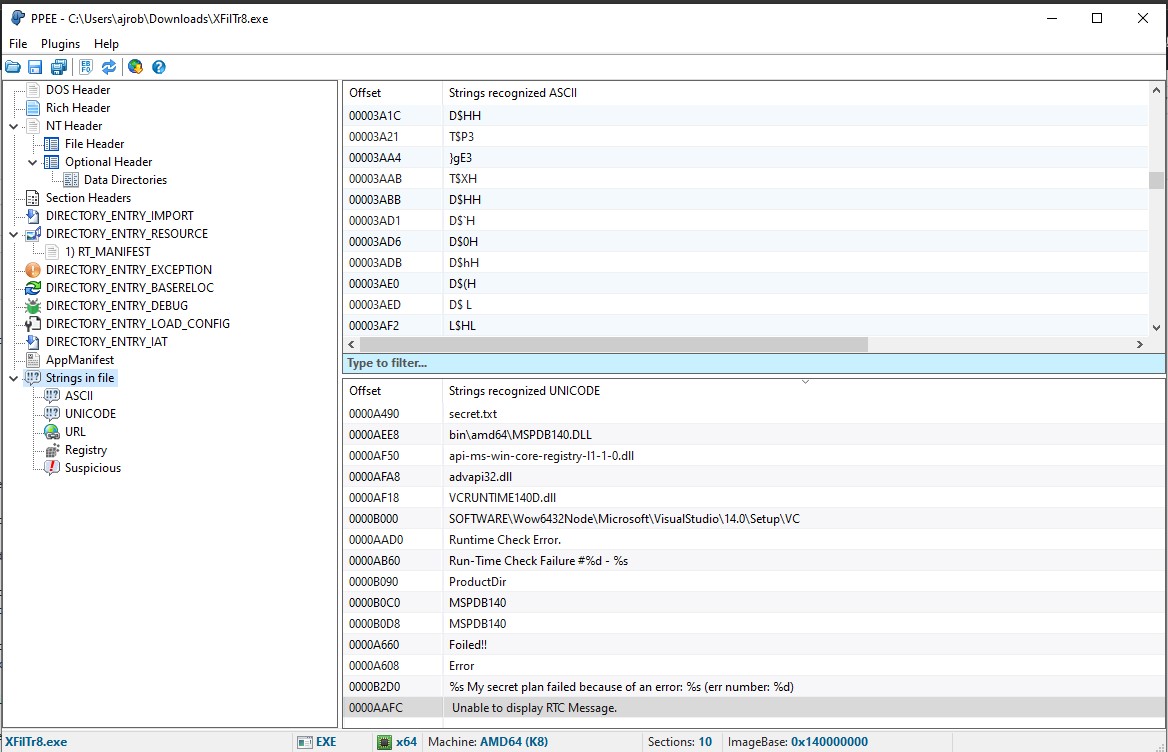 PPEE - C:\Users\ajrob\Downloads\XFilTr8.exe
File Plugins Help
DOS Header
Rich Header
NT Header
File Header
Optional Header
Data Directories
Section Headers
DIRECTORY_ENTRY_IMPORT
DIRECTORY_ENTRY_RESOURCE
1) RT_MANIFEST
DIRECTORY_ENTRY_EXCEPTION
DIRECTORY_ENTRY_BASERELOC
DIRECTORY_ENTRY_DEBUG
DIRECTORY_ENTRY_LOAD_CONFIG
DIRECTORY_ENTRY_IAT
AppManifest
Strings in file
ASCII
UNICODE
URL
Registry
Suspicious
Offset Strings recognized ASCII
00003A1C D$HH
00003A21 T$P3
00003AA4 }gE3
00003AAB T$XH
00003ABB D$HH
00003AD1 D$`H
00003AD6 D$0H
00003ADB D$hH
00003AE0 D$(H
00003AED D$ L
00003AF2 L$HL
Type to filter...
Offset Strings recognized UNICODE
0000A490 secret.txt
0000AEE8 bin\amd64\MSPDB140.DLL
0000AF50 api-ms-win-core-registry-l1-1-0.dll
0000AFA8 advapi32.dll
0000AF18 VCRUNTIME140D.dll
0000B000 SOFTWARE\Wow6432Node\Microsoft\VisualStudio\14.0\Setup\VC
0000AAD0 Runtime Check Error.
0000AB60 Run-Time Check Failure #%d - %s
0000B090 ProductDir
0000B0C0 MSPDB140
0000B0D8 MSPDB140
0000A660 Foiled!!
0000A608 Error
0000B2D0 %s My secret plan failed because of an error: %s (err number: %d)
0000AAFC Unable to display RTC Message.
XFilTr8.exe EXE x64 Machine: AMD64 (K8) Sections: 10 ImageBase: 0x140000000